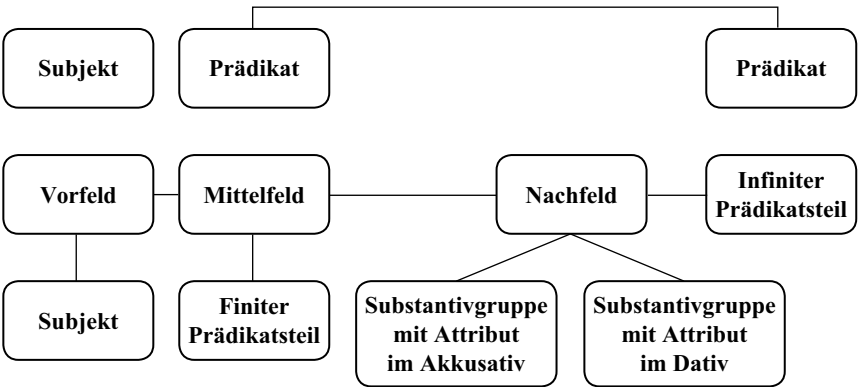 Subjekt
Prädikat
Prädikat
Vorfeld
Mittelfeld
Nachfeld
Infiniter
Prädikatsteil
Subjekt
Finiter
Prädikatsteil
Substantivgruppe
mit Attribut
im Akkusativ
Substantivgruppe
mit Attribut
im Dativ